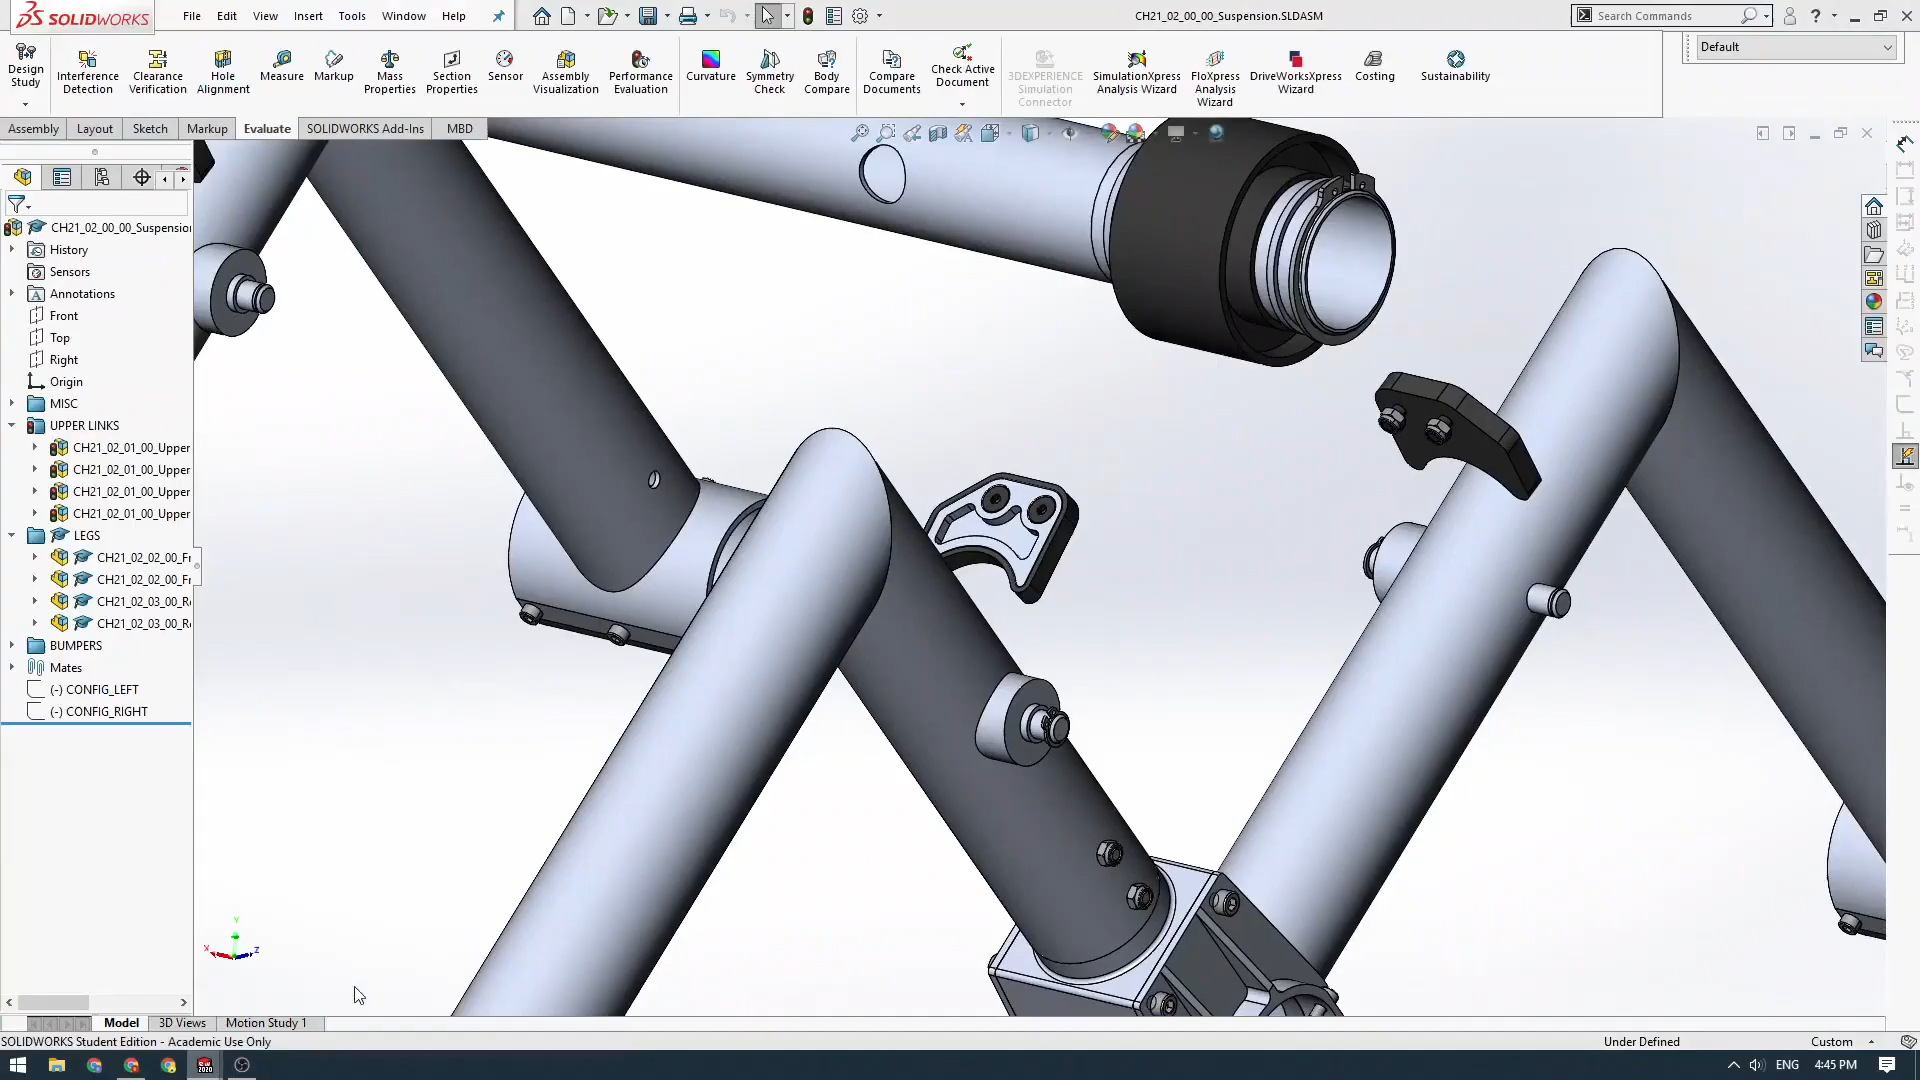 SOLIDWORKS
File Edit View Insert Tools Window Help
CH21_02_00_00_Suspension.SLDASM
Search Commands
Default
Design Study
Interference Detection
Clearance Verification
Hole Alignment
Measure
Markup
Mass Properties
Section Properties
Sensor
Assembly Visualization
Performance Evaluation
Curvature
Symmetry Check
Body Compare
Compare Documents
Check Active Document
3DEXPERIENCE Simulation Connector
SimulationXpress Analysis Wizard
FloXpress Analysis Wizard
DriveWorksXpress Wizard
Costing
Sustainability
Assembly Layout Sketch Markup Evaluate SOLIDWORKS Add-Ins MBD
CH21_02_00_00_Suspension
History
Sensors
Annotations
Front
Top
Right
Origin
MISC
UPPER LINKS
CH21_02_01_00_Upper
CH21_02_01_00_Upper
CH21_02_01_00_Upper
CH21_02_01_00_Upper
LEGS
CH21_02_02_00_Fr
CH21_02_02_00_Fr
CH21_02_03_00_Re
CH21_02_03_00_Re
BUMPERS
Mates
(-) CONFIG_LEFT
(-) CONFIG_RIGHT
Y
X
Z
Model 3D Views Motion Study 1
SOLIDWORKS Student Edition - Academic Use Only
Under Defined
Custom
ENG 4:45 PM